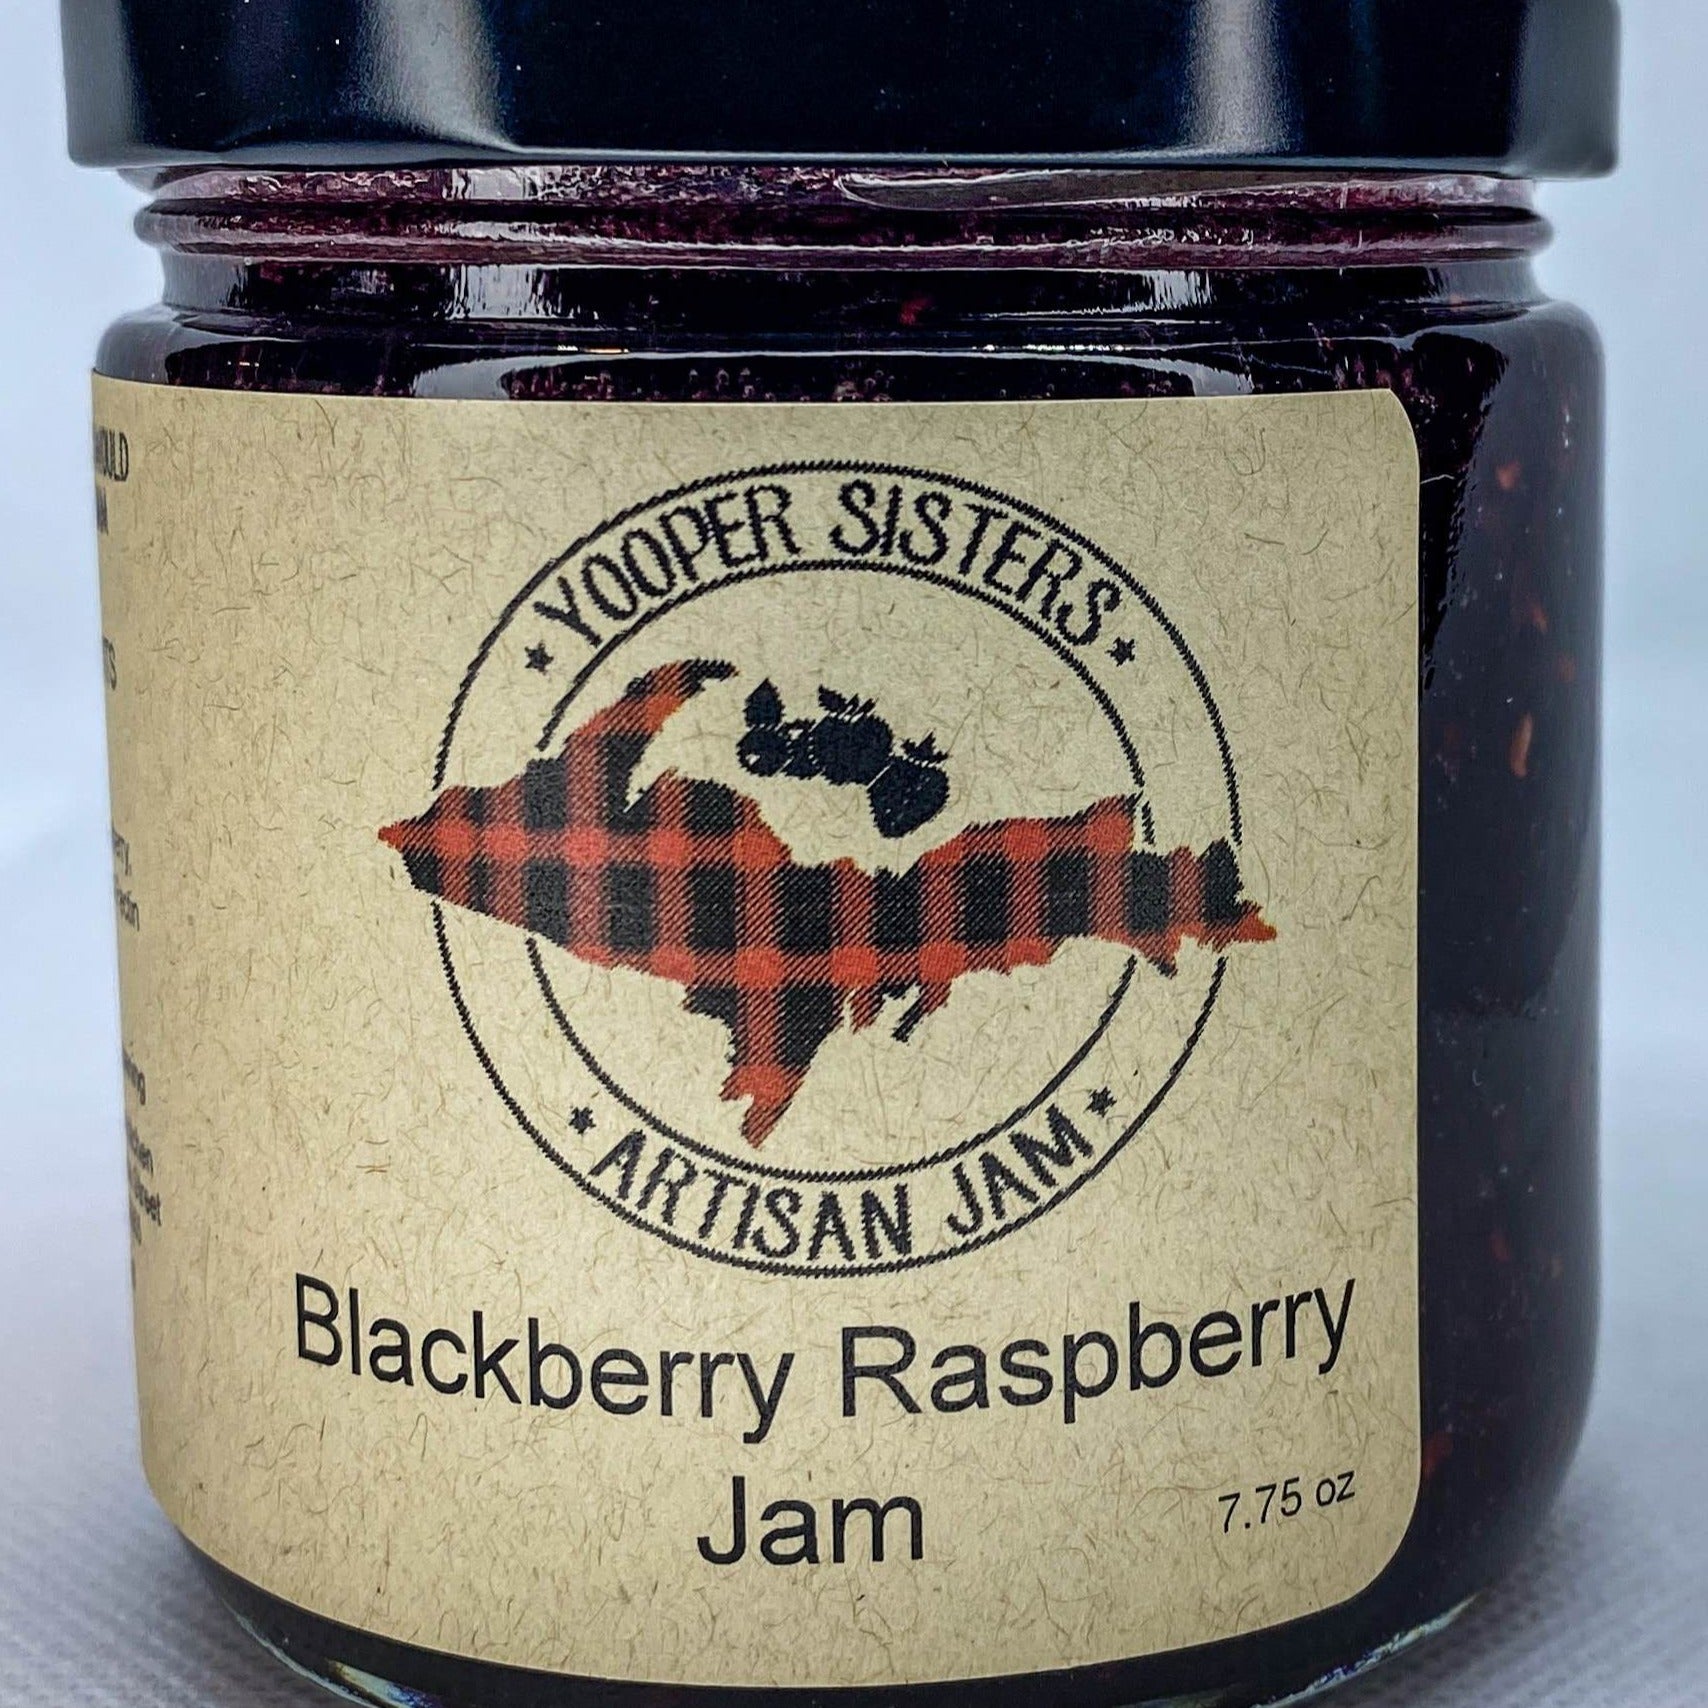 YOOPER SISTERS
ARTISAN JAM
Blackberry Raspberry
Jam
7.75 oz